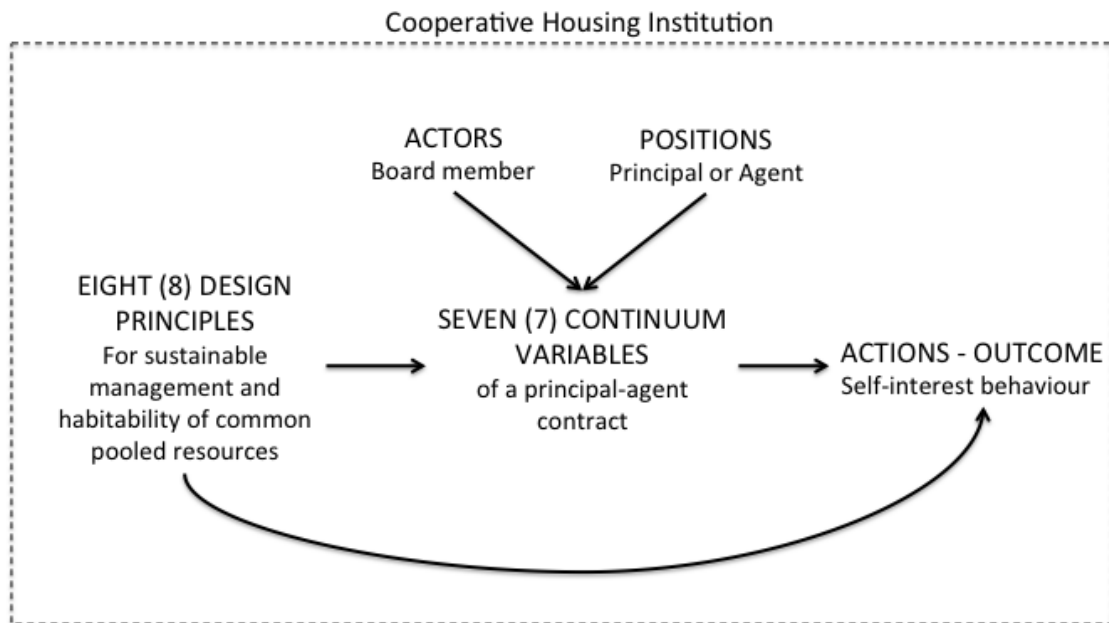 Cooperative Housing Institution
ACTORS
Board member
POSITIONS
Principal or Agent
EIGHT (8) DESIGN
PRINCIPLES
For sustainable
management and
habitability of common
pooled resources
SEVEN (7) CONTINUUM
VARIABLES
of a principal-agent
contract
ACTIONS - OUTCOME
Self-interest behaviour